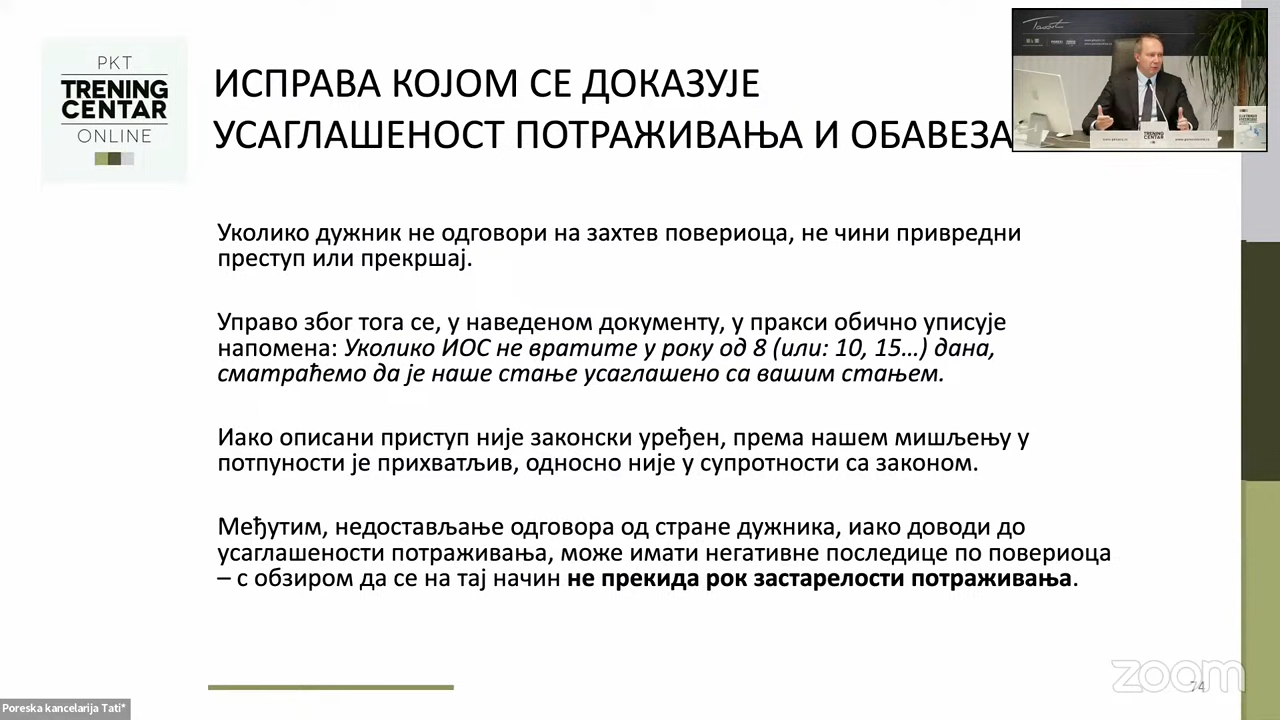 PKT
TRENING
CENTAR
ONLINE
ИСПРАВА КОЈОМ СЕ ДОКАЗУЈЕ
УСАГЛАШЕНОСТ ПОТРАЖИВАЊА И ОБАВЕЗА
Уколико дужник не одговори на захтев повериоца, не чини привредни
преступ или прекршај.
Управо због тога се, у наведеном документу, у пракси обично уписује
напомена: Уколико ИОС не вратите у року од 8 (или: 10, 15...) дана,
сматраћемо да је наше стање усаглашено са вашим стањем.
Иако описани приступ није законски уређен, према нашем мишљењу у
потпуности је прихватљив, односно није у супротности са законом.
Међутим, недостављање одговора од стране дужника, иако доводи до
усаглашености потраживања, може имати негативне последице по повериоца
– с обзиром да се на тај начин не прекида рок застарелости потраживања.
TRENING
CENTAR
zoom
74
Poreska kancelarija Tati*